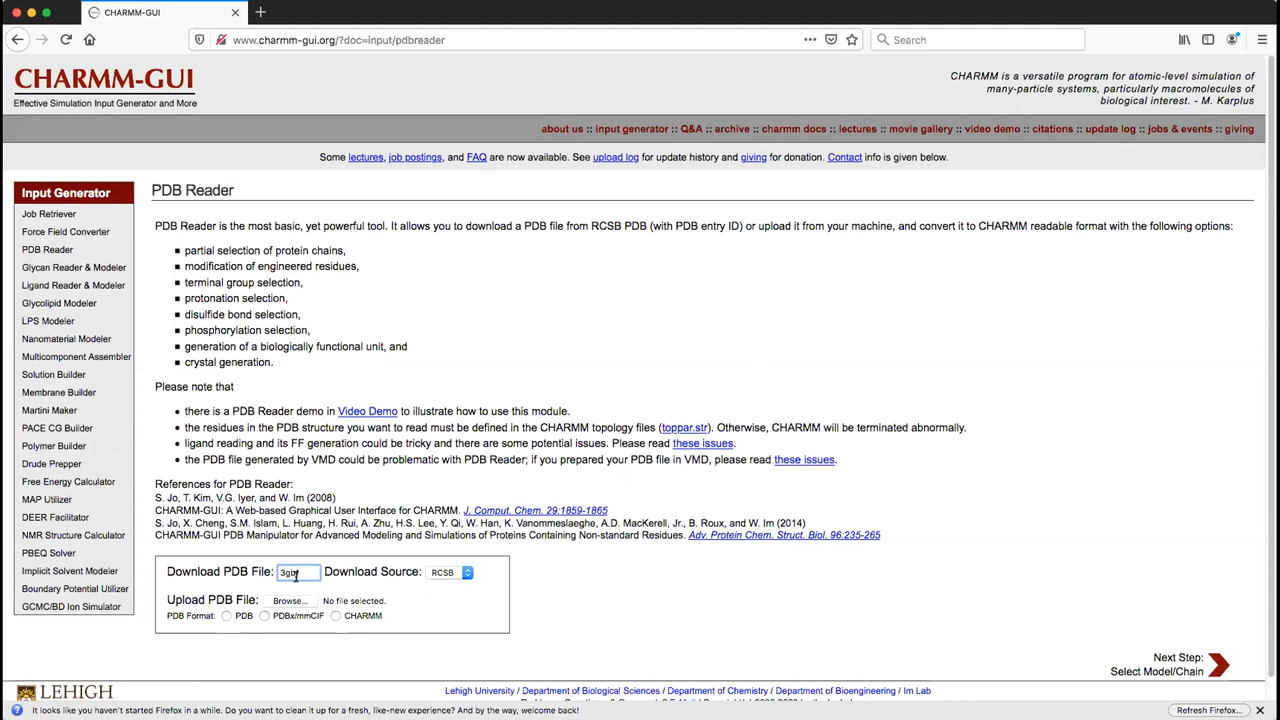 CHARMM-GUI
www.charmm-gui.org/?doc=input/pdbreader
Search
CHARMM-GUI
Effective Simulation Input Generator and More
CHARMM is a versatile program for atomic-level simulation of
many-particle systems, particularly macromolecules of
biological interest. - M. Karplus
about us :: input generator :: Q&A :: archive :: charmm docs :: lectures :: movie gallery :: video demo :: citations :: update log :: jobs & events :: giving
Some lectures, job postings, and FAQ are now available. See upload log for update history and giving for donation. Contact info is given below.
Input Generator
Job Retriever
Force Field Converter
PDB Reader
Glycan Reader & Modeler
Ligand Reader & Modeler
Glycolipid Modeler
LPS Modeler
Nanomaterial Modeler
Multicomponent Assembler
Solution Builder
Membrane Builder
Martini Maker
PACE CG Builder
Polymer Builder
Drude Prepper
Free Energy Calculator
MAP Utilizer
DEER Facilitator
NMR Structure Calculator
PBEQ Solver
Implicit Solvent Modeler
Boundary Potential Utilizer
GCMC/BD Ion Simulator
PDB Reader
PDB Reader is the most basic, yet powerful tool. It allows you to download a PDB file from RCSB PDB (with PDB entry ID) or upload it from your machine, and convert it to CHARMM readable format with the following options:
partial selection of protein chains,
modification of engineered residues,
terminal group selection,
protonation selection,
disulfide bond selection,
phosphorylation selection,
generation of a biologically functional unit, and
crystal generation.
Please note that
there is a PDB Reader demo in Video Demo to illustrate how to use this module.
the residues in the PDB structure you want to read must be defined in the CHARMM topology files (toppar.str). Otherwise, CHARMM will be terminated abnormally.
ligand reading and its FF generation could be tricky and there are some potential issues. Please read these issues.
the PDB file generated by VMD could be problematic with PDB Reader; if you prepared your PDB file in VMD, please read these issues.
References for PDB Reader:
S. Jo, T. Kim, V.G. Iyer, and W. Im (2008)
CHARMM-GUI: A Web-based Graphical User Interface for CHARMM. J. Comput. Chem. 29:1859-1865
S. Jo, X. Cheng, S.M. Islam, L. Huang, H. Rui, A. Zhu, H.S. Lee, Y. Qi, W. Han, K. Vanommeslaeghe, A.D. MacKerell, Jr., B. Roux, and W. Im (2014)
CHARMM-GUI PDB Manipulator for Advanced Modeling and Simulations of Proteins Containing Non-standard Residues. Adv. Protein Chem. Struct. Biol. 96:235-265
Download PDB File: Download Source: RCSB
Upload PDB File: Browse... No file selected.
PDB Format: PDB PDBx/mmCIF CHARMM
Next Step:
Select Model/Chain
LEHIGH
Lehigh University / Department of Biological Sciences / Department of Chemistry / Department of Bioengineering / Im Lab
It looks like you haven't started Firefox in a while. Do you want to clean it up for a fresh, like-new experience? And by the way, welcome back!
Refresh Firefox...